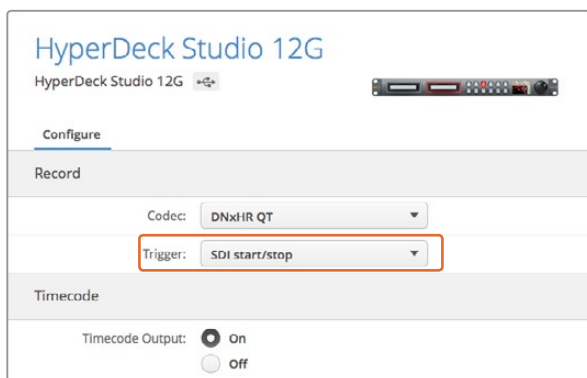 HyperDeck Studio 12G
HyperDeck Studio 12G
Configure
Record
Codec: DNxHR QT
Trigger: SDI start/stop
Timecode
Timecode Output: On
Off